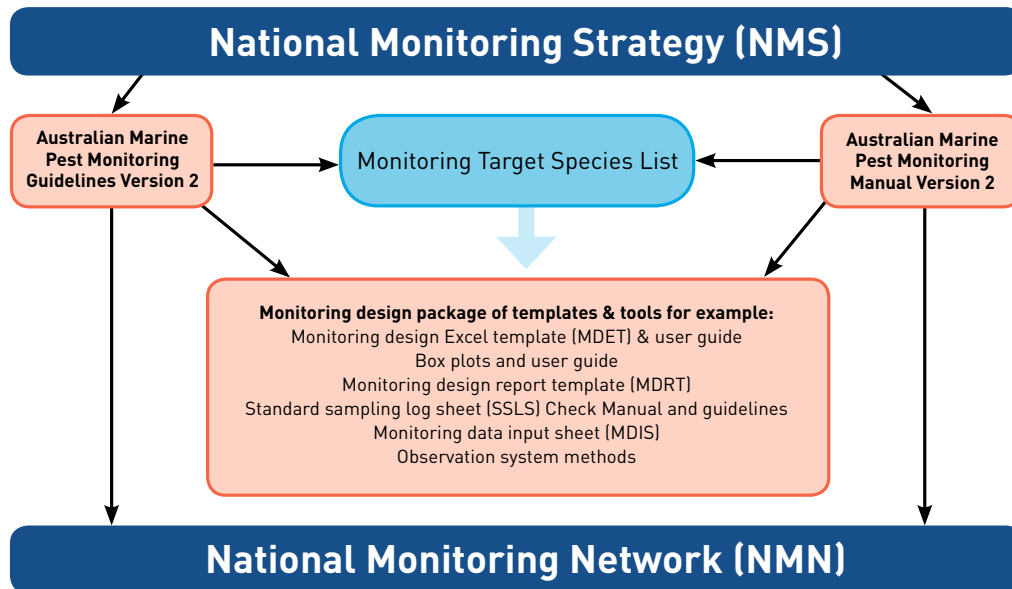 National Monitoring Strategy (NMS)
Australian Marine
Pest Monitoring
Guidelines Version 2
Monitoring Target Species List
Australian Marine
Pest Monitoring
Manual Version 2
Monitoring design package of templates & tools for example:
Monitoring design Excel template (MDET) & user guide
Box plots and user guide
Monitoring design report template (MDRT)
Standard sampling log sheet (SSLS) Check Manual and guidelines
Monitoring data input sheet (MDIS)
Observation system methods
National Monitoring Network (NMN)